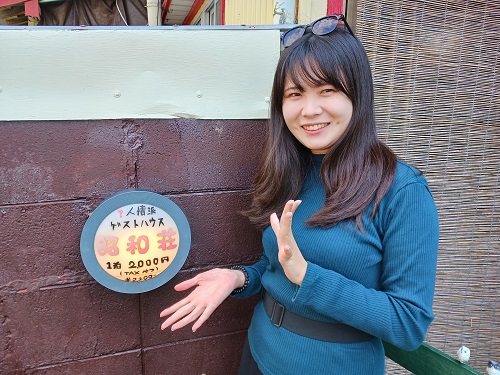 人情派
ゲストハウス
昭和荘
1泊 2,000円